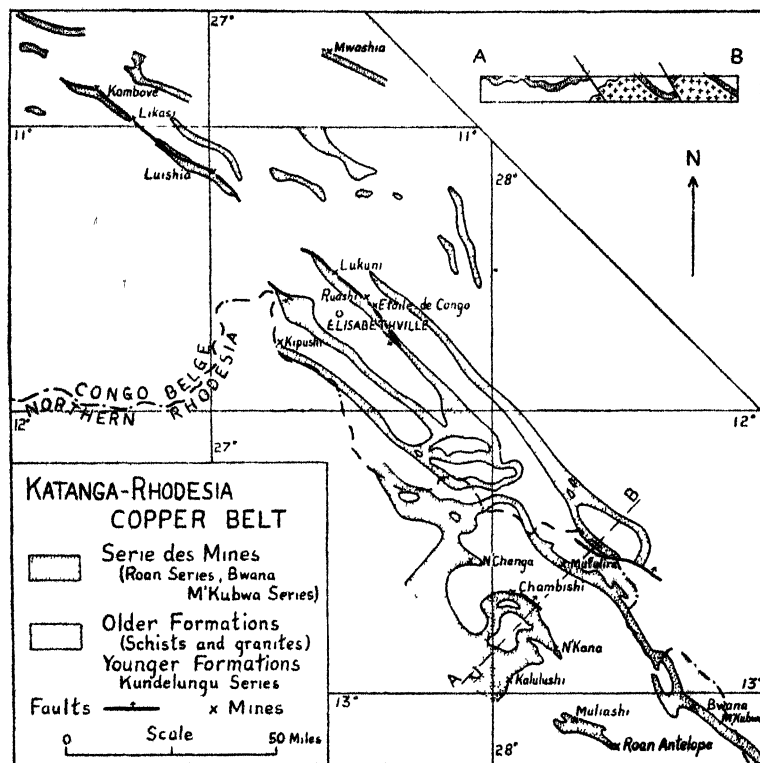 27°
Mwashia
A
B
Kambove
Likasi
11°
11°
Luishia
28°
N
Lukuni
Ruashi
Etoile de Congo
ÉLISABETHVILLE
Kipushi
CONGO BELGE
NORTHERN RHODESIA
12°
12°
27°
KATANGA-RHODESIA
COPPER BELT
Serie des Mines
(Roan Series, Bwana
M'Kubwa Series)
Older Formations
(Schists and granites)
Younger Formations
Kundelungu Series
Faults
x Mines
Scale
0
50 Miles
B
N'Changa
Mufulira
Chambishi
N'Kana
A
Kalulushi
13°
13°
Muliashi
Bwana
M'Kubwa
Roan Antelope
28°